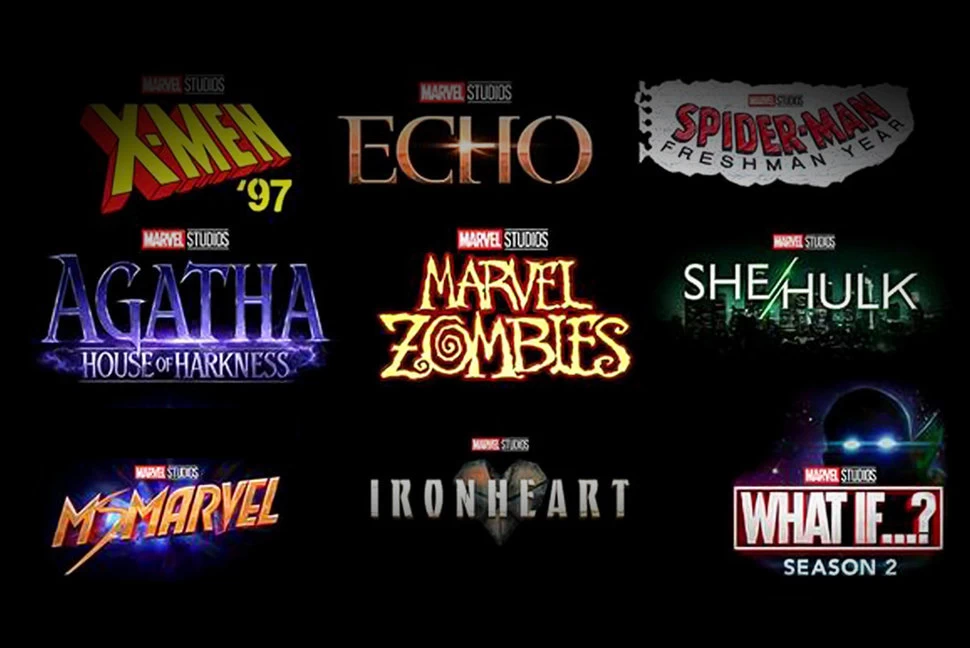 MARVEL STUDIOS
X-MEN
'97
MARVEL STUDIOS
ECHO
MARVEL STUDIOS
SPIDER-MAN
FRESHMAN YEAR
MARVEL STUDIOS
AGATHA
HOUSE OF HARKNESS
MARVEL STUDIOS
MARVEL
ZOMBIES
MARVEL STUDIOS
SHE/HULK
MARVEL STUDIOS
MS MARVEL
MARVEL STUDIOS
IRONHEART
MARVEL STUDIOS
WHAT IF...?
SEASON 2